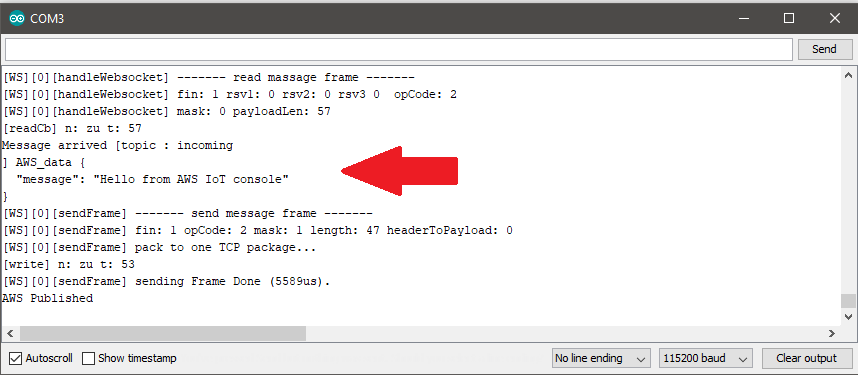 COM3
Send
[WS][0][handleWebsocket] ------- read massage frame -------
[WS][0][handleWebsocket] fin: 1 rsv1: 0 rsv2: 0 rsv3 0  opCode: 2
[WS][0][handleWebsocket] mask: 0 payloadLen: 57
[readCb] n: zu t: 57
Message arrived [topic : incoming
] AWS_data {
  "message": "Hello from AWS IoT console"
}
[WS][0][sendFrame] ------- send message frame -------
[WS][0][sendFrame] fin: 1 opCode: 2 mask: 1 length: 47 headerToPayload: 0
[WS][0][sendFrame] pack to one TCP package...
[write] n: zu t: 53
[WS][0][sendFrame] sending Frame Done (5589us).
AWS Published
Autoscroll Show timestamp No line ending 115200 baud Clear output